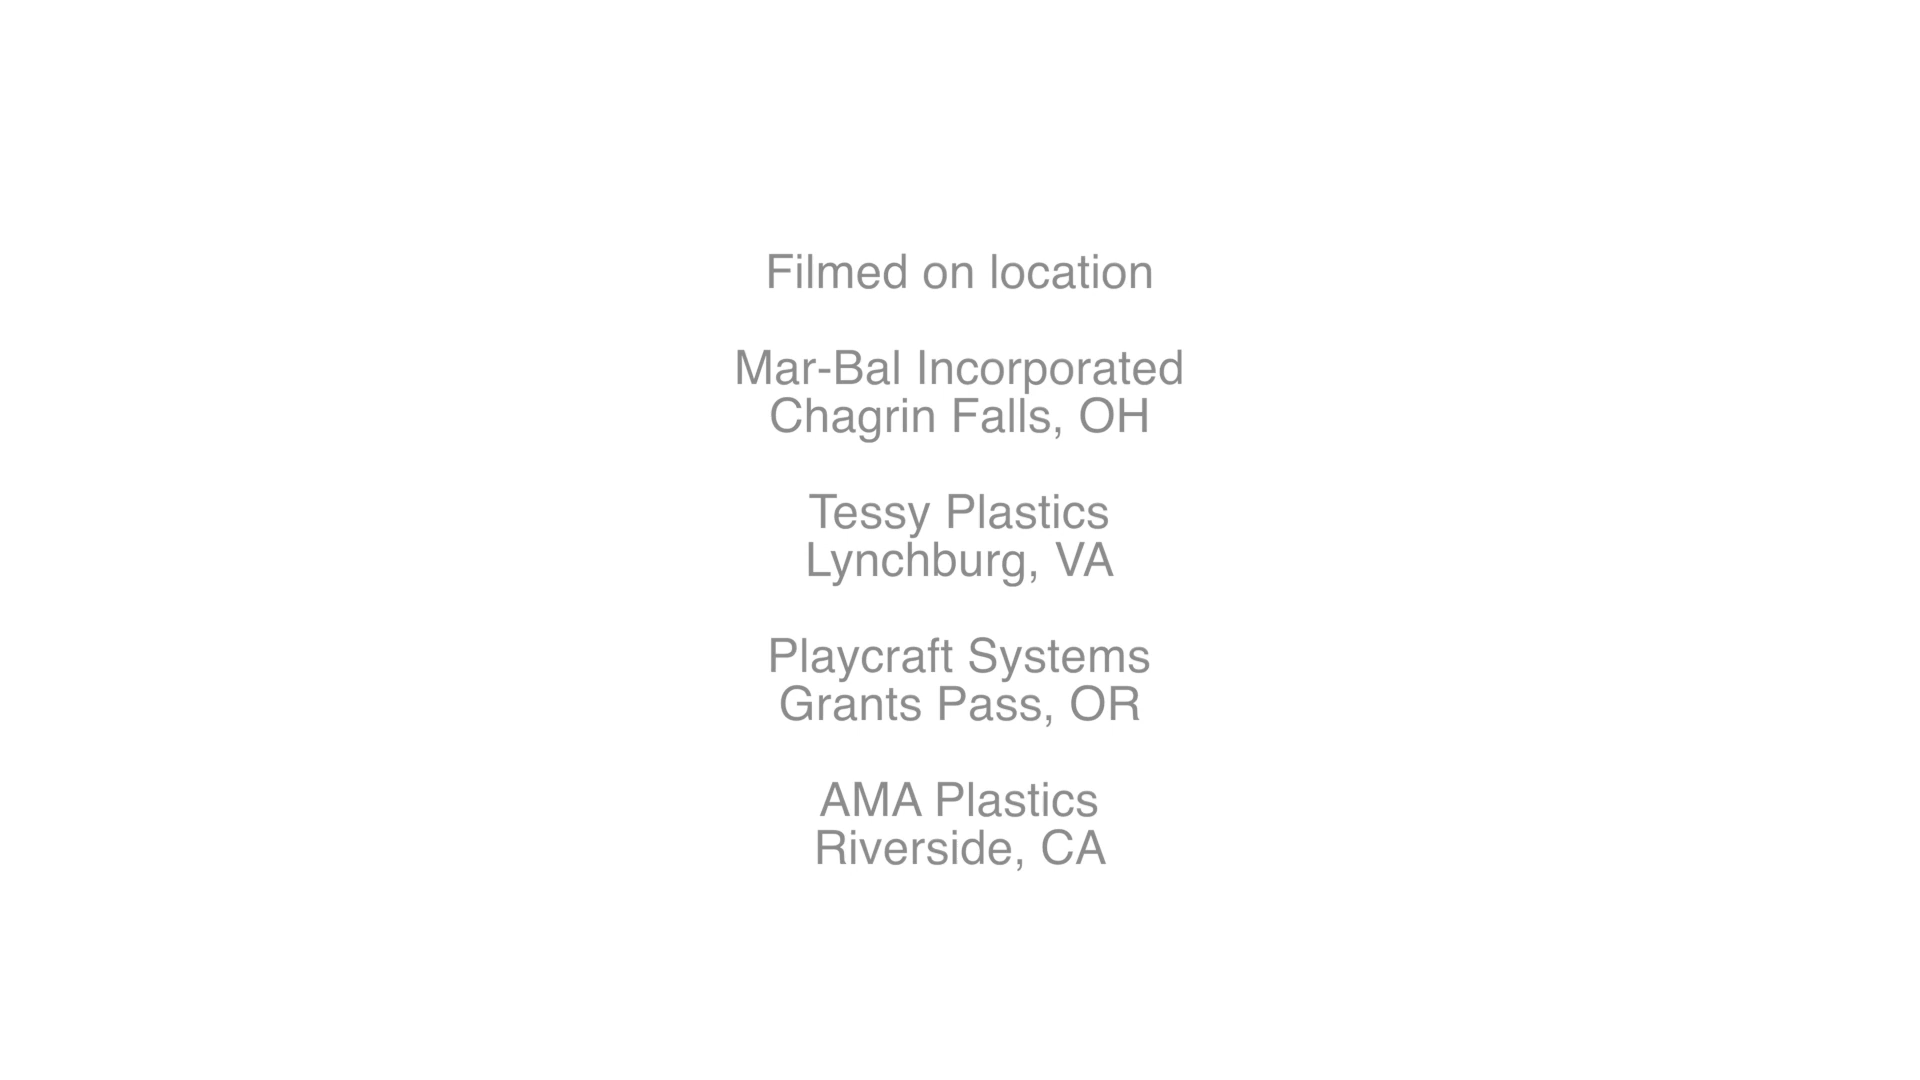 Filmed on location
Mar-Bal Incorporated
Chagrin Falls, OH
Tessy Plastics
Lynchburg, VA
Playcraft Systems
Grants Pass, OR
AMA Plastics
Riverside, CA